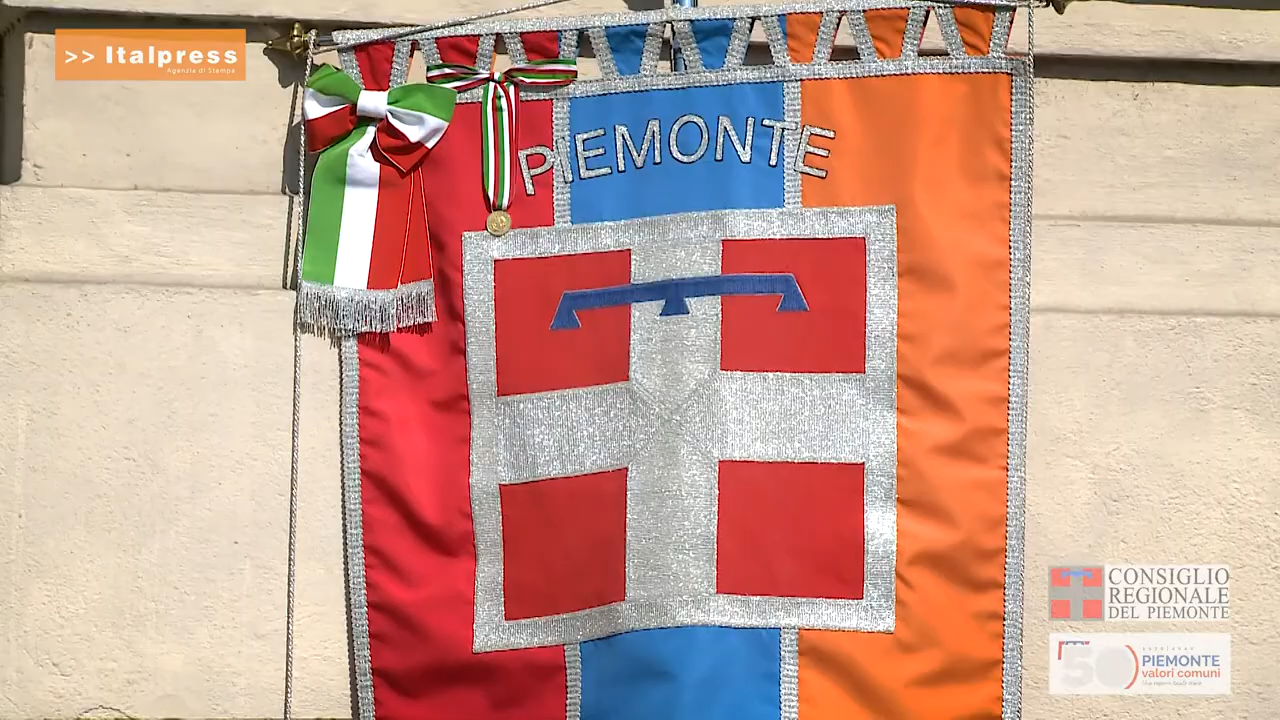 >> Italpress
Agenzia di Stampa
PIEMONTE
CONSIGLIO
REGIONALE
DEL PIEMONTE
50
PIEMONTE
valori comuni